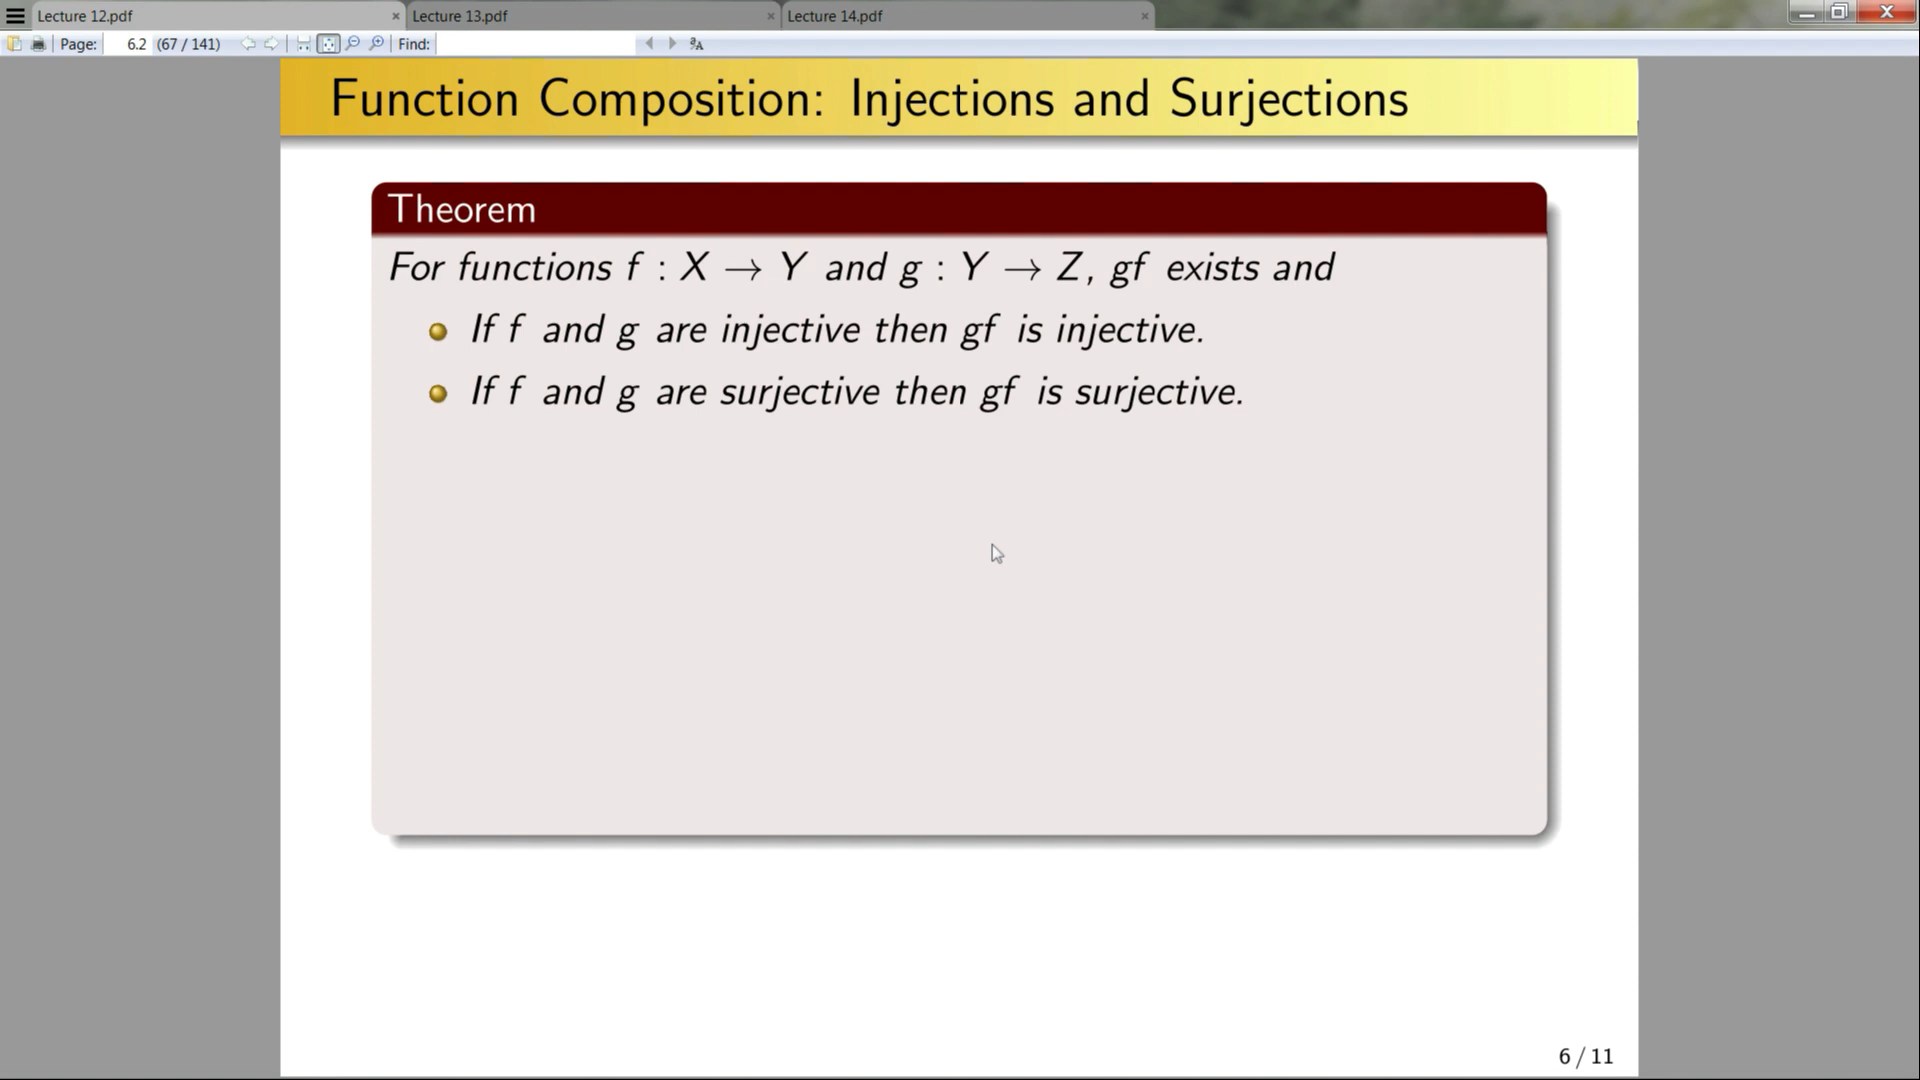 Lecture 12.pdf × Lecture 13.pdf × Lecture 14.pdf ×
Page: 6.2 (67 / 141) Find:
Function Composition: Injections and Surjections
Theorem
For functions f : X → Y and g : Y → Z, gf exists and
If f and g are injective then gf is injective.
If f and g are surjective then gf is surjective.
6 / 11